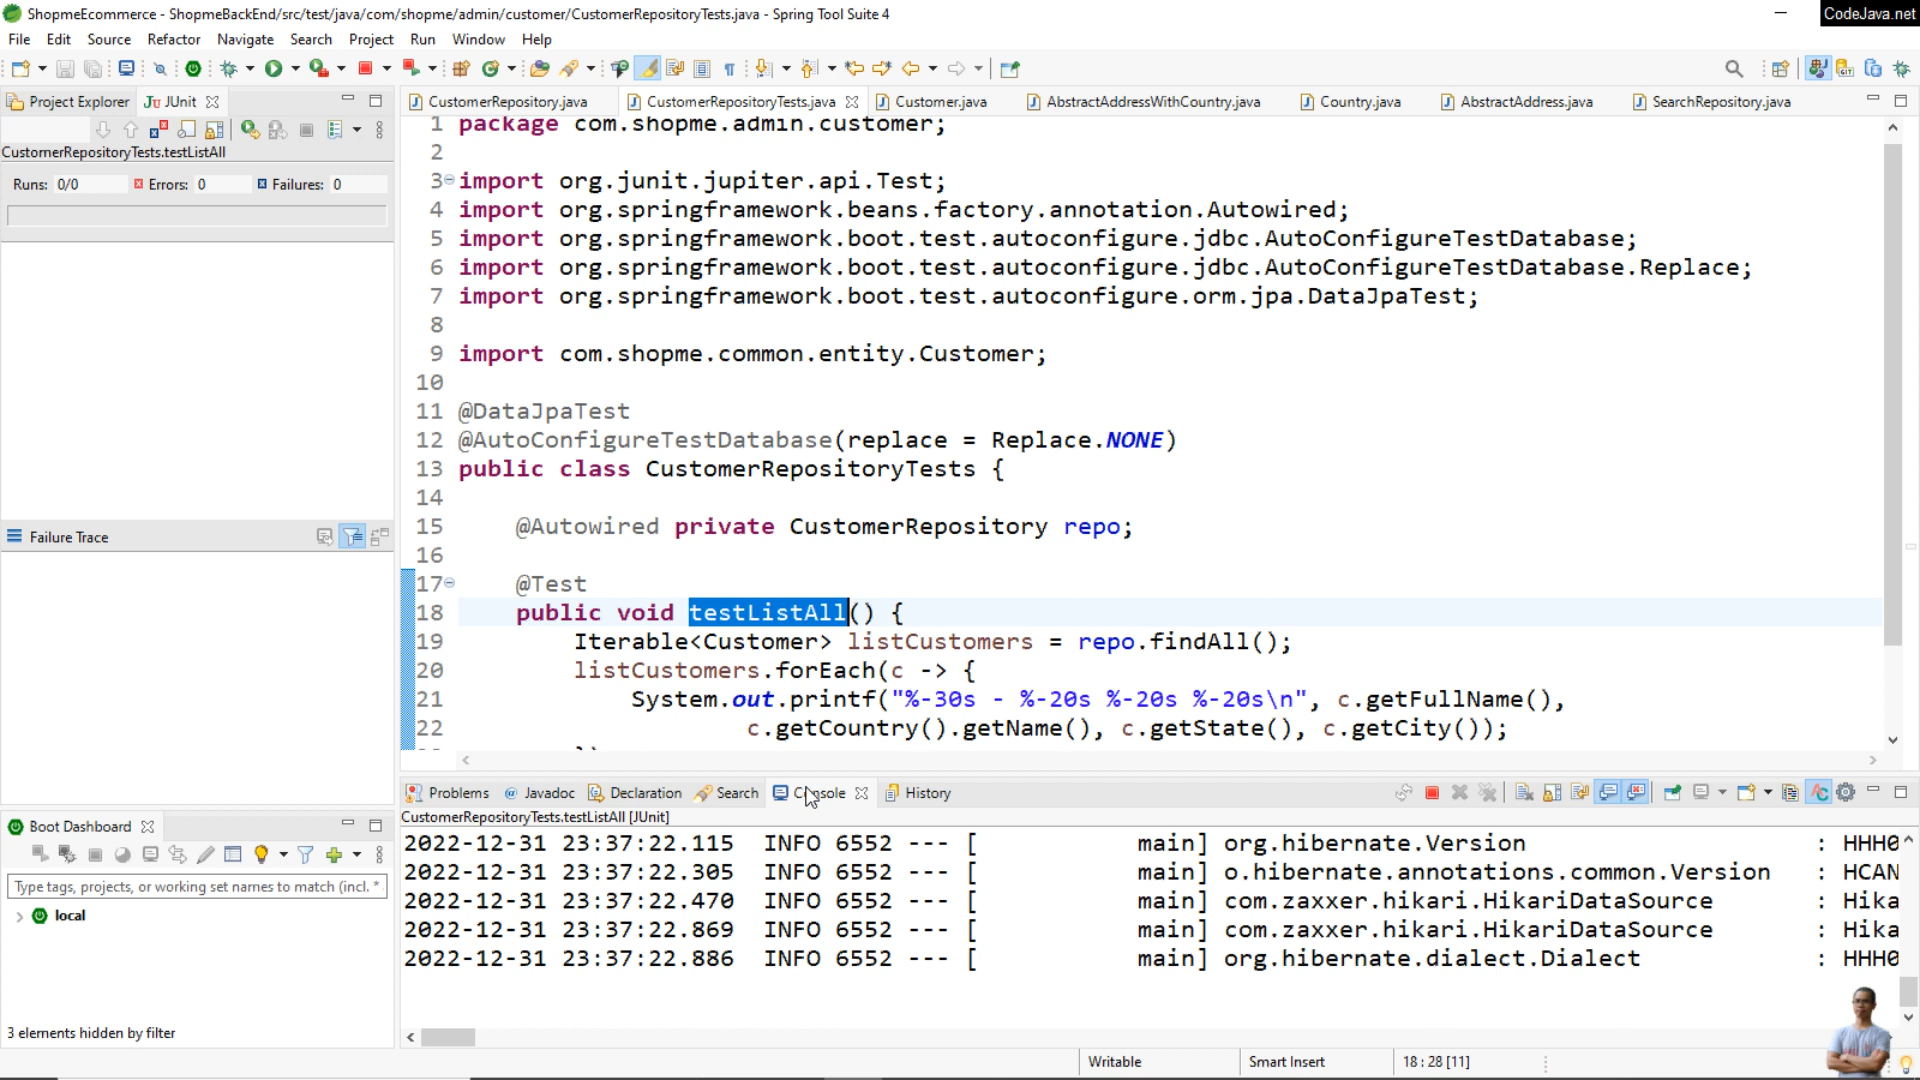 ShopmeEcommerce - ShopmeBackEnd/src/test/java/com/shopme/admin/customer/CustomerRepositoryTests.java - Spring Tool Suite 4
CodeJava.net
File Edit Source Refactor Navigate Search Project Run Window Help
Project Explorer JUnit
CustomerRepository.java CustomerRepositoryTests.java Customer.java AbstractAddressWithCountry.java Country.java AbstractAddress.java SearchRepository.java
CustomerRepositoryTests.testListAll
Runs: 0/0 Errors: 0 Failures: 0
Failure Trace
1 package com.shopme.admin.customer;
2
3 import org.junit.jupiter.api.Test;
4 import org.springframework.beans.factory.annotation.Autowired;
5 import org.springframework.boot.test.autoconfigure.jdbc.AutoConfigureTestDatabase;
6 import org.springframework.boot.test.autoconfigure.jdbc.AutoConfigureTestDatabase.Replace;
7 import org.springframework.boot.test.autoconfigure.orm.jpa.DataJpaTest;
8
9 import com.shopme.common.entity.Customer;
10
11 @DataJpaTest
12 @AutoConfigureTestDatabase(replace = Replace.NONE)
13 public class CustomerRepositoryTests {
14
15 @Autowired private CustomerRepository repo;
16
17 @Test
18 public void testListAll() {
19 Iterable<Customer> listCustomers = repo.findAll();
20 listCustomers.forEach(c -> {
21 System.out.printf("%-30s - %-20s %-20s %-20s\n", c.getFullName(),
22 c.getCountry().getName(), c.getState(), c.getCity());
Boot Dashboard
Type tags, projects, or working set names to match (incl. *
local
3 elements hidden by filter
Problems Javadoc Declaration Search Console History
CustomerRepositoryTests.testListAll [JUnit]
2022-12-31 23:37:22.115 INFO 6552 --- [ main] org.hibernate.Version : HHH0
2022-12-31 23:37:22.305 INFO 6552 --- [ main] o.hibernate.annotations.common.Version : HCAN
2022-12-31 23:37:22.470 INFO 6552 --- [ main] com.zaxxer.hikari.HikariDataSource : Hika
2022-12-31 23:37:22.869 INFO 6552 --- [ main] com.zaxxer.hikari.HikariDataSource : Hika
2022-12-31 23:37:22.886 INFO 6552 --- [ main] org.hibernate.dialect.Dialect : HHH0
Writable Smart Insert 18 : 28 [11]